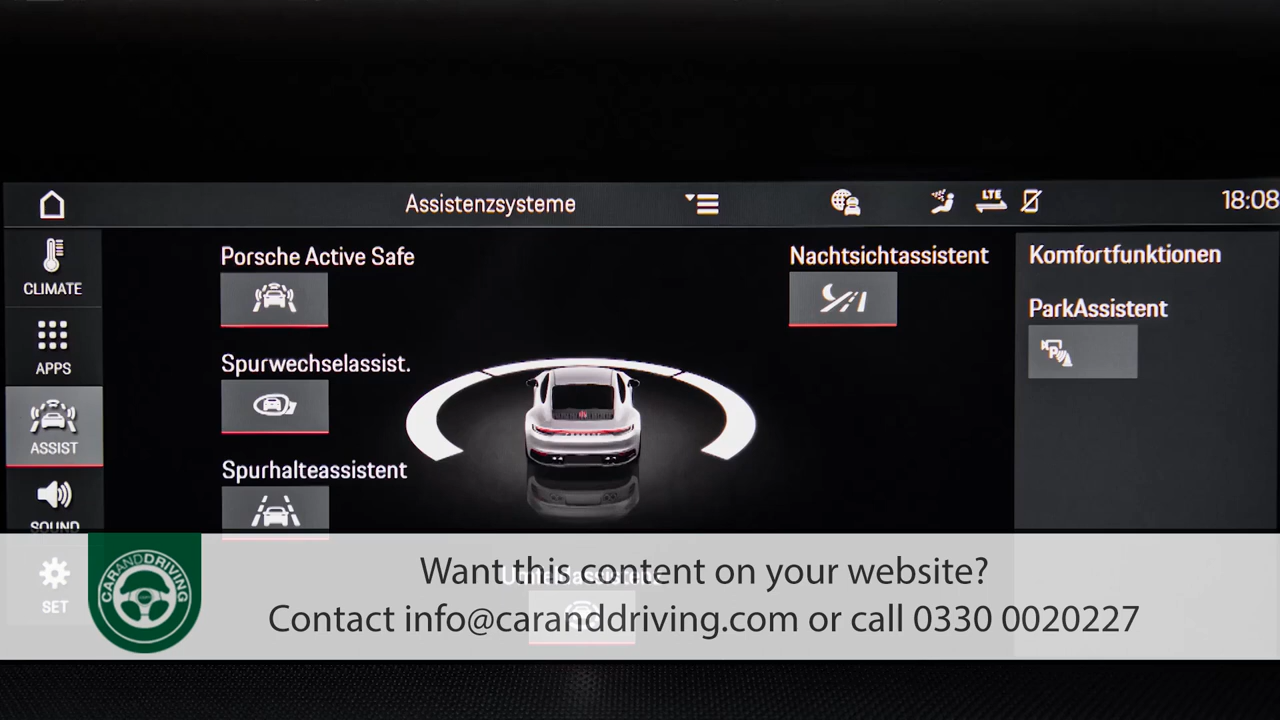 Assistenzsysteme
LTE
18:08
CLIMATE
APPS
ASSIST
SOUND
SET
Porsche Active Safe
Spurwechselassist.
Spurhalteassistent
Nachtsichtassistent
Komfortfunktionen
ParkAssistent
P
CARANDDRIVING
Want this content on your website?
Contact info@caranddriving.com or call 0330 0020227